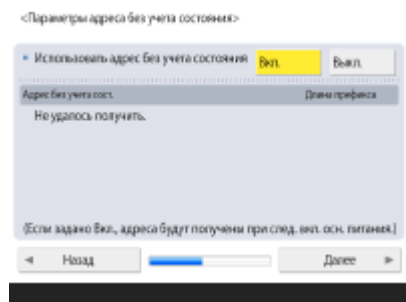 <Параметры адреса без учета состояния>
Использовать адрес без учета состояния Вкл. Выкл.
Адрес без учета сост. Длина префикса
Не удалось получить.
(Если задано Вкл., адреса будут получены при след. вкл. осн. питания.)
Назад Далее